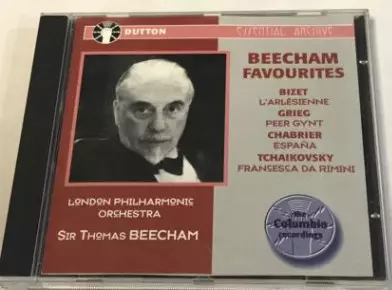 DUTTON
ESSENTIAL ARCHIVE
BEECHAM
FAVOURITES
BIZET
L'ARLÉSIENNE
GRIEG
PEER GYNT
CHABRIER
ESPAÑA
TCHAIKOVSKY
FRANCESCA DA RIMINI
LONDON PHILHARMONIC
ORCHESTRA
SIR THOMAS BEECHAM
The
Columbia
recordings